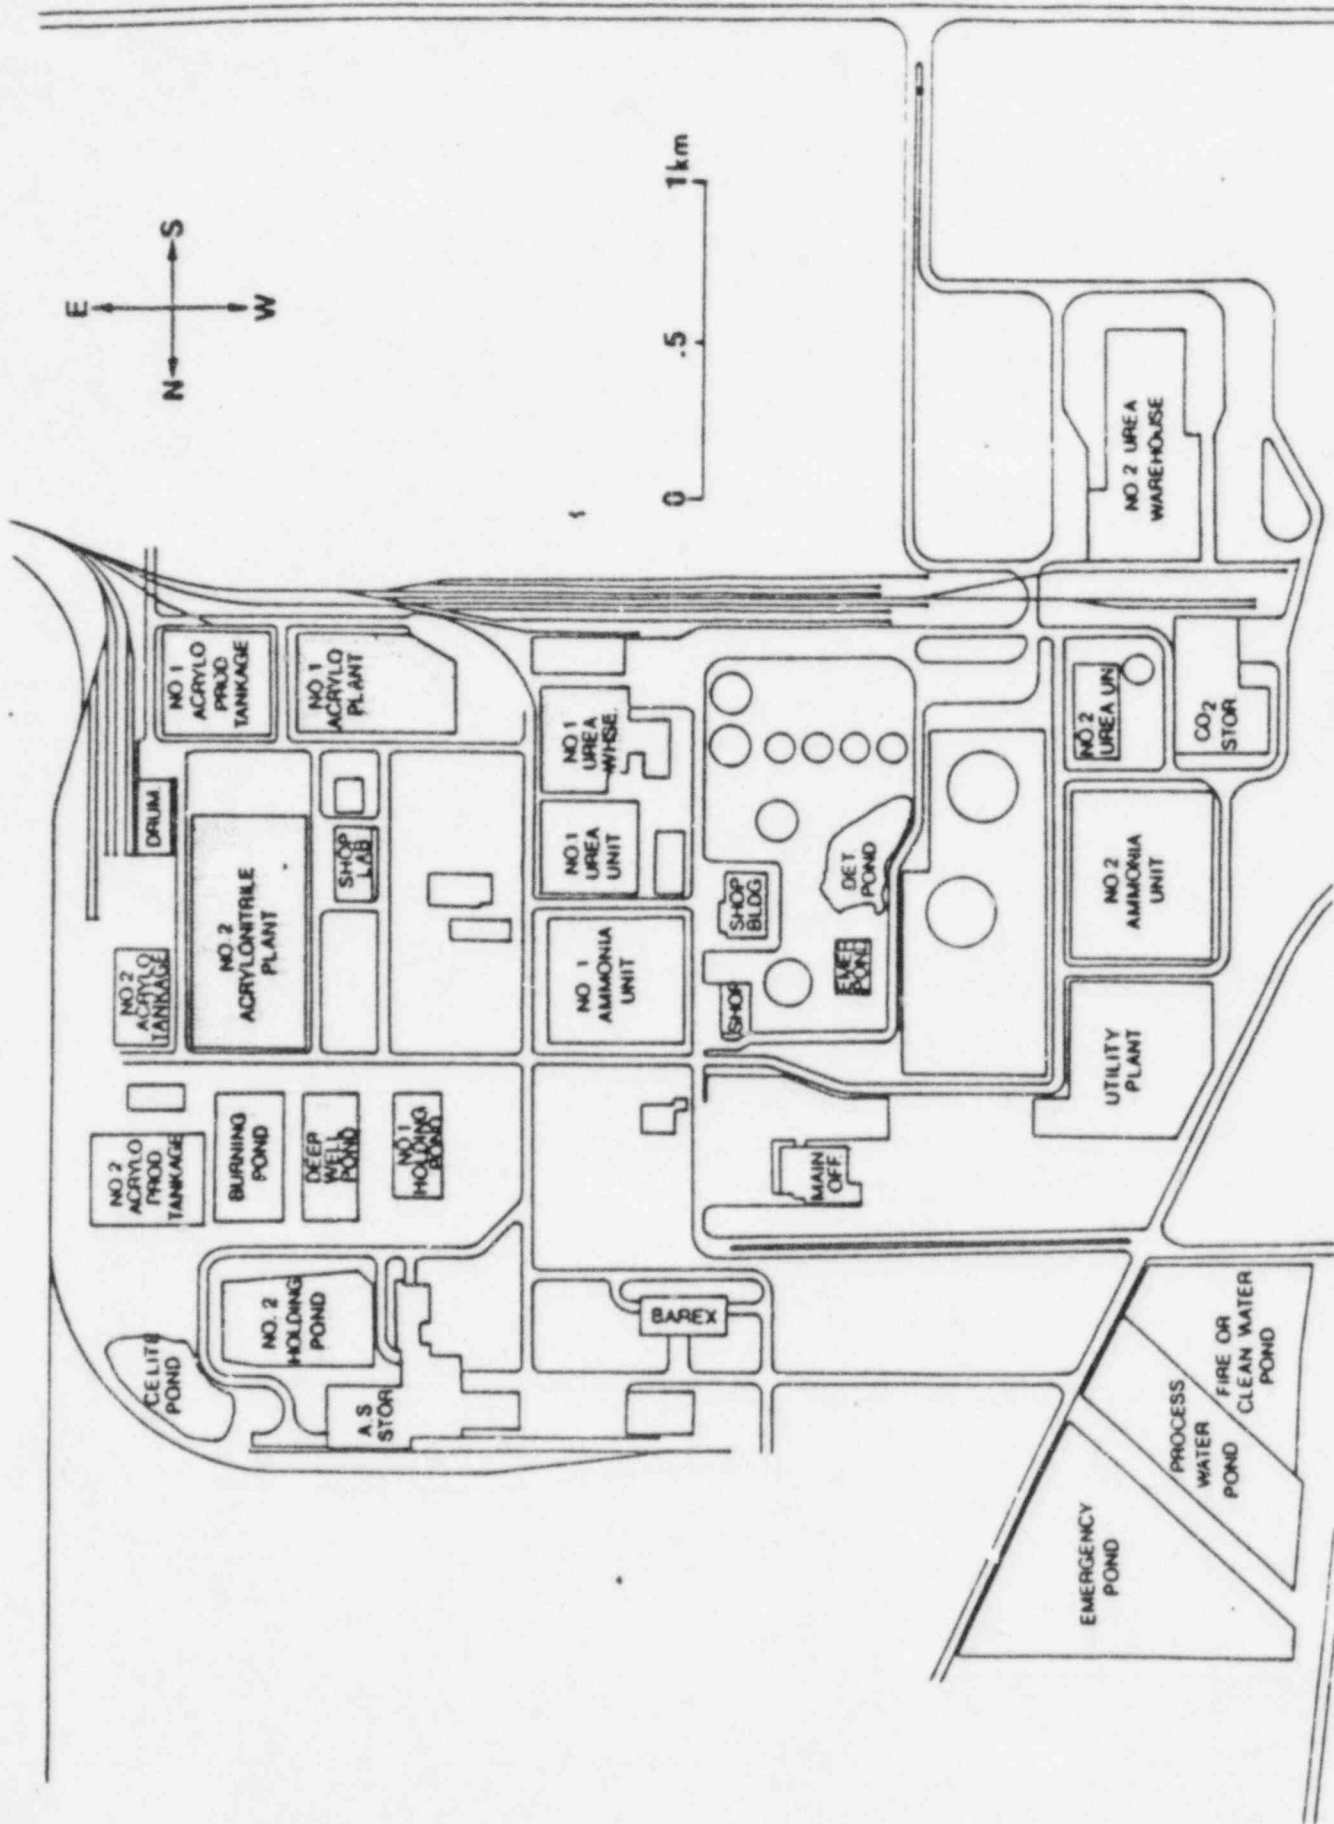 E
N
S
W
0
.5
1 km
NO 1
ACRYLO
PROD
TANKAGE
NO 1
ACRYLO
PLANT
DRUM
NO 2
ACRYLONITRILE
PLANT
SHOP
LAB
NO 2
ACRYLO
TANKAGE
NO 2
ACRYLO
PROD
TANKAGE
BURNING
POND
DEEP
WELL
POND
NO 1
HOLDING
POND
CELITE
POND
NO. 2
HOLDING
POND
A.S
STOR
BAREX
NO 1
UREA
WHSE.
NO 1
UREA
UNIT
NO 1
AMMONIA
UNIT
SHOP
BLDG
SHOP
DET.
POND
EMER
POND
MAIN
OFF.
NO 2 UREA
WAREHOUSE
NO. 2
UREA UN
CO2
STOR
NO. 2
AMMONIA
UNIT
UTILITY
PLANT
FIRE OR
CLEAN WATER
POND
PROCESS
WATER
POND
EMERGENCY
POND